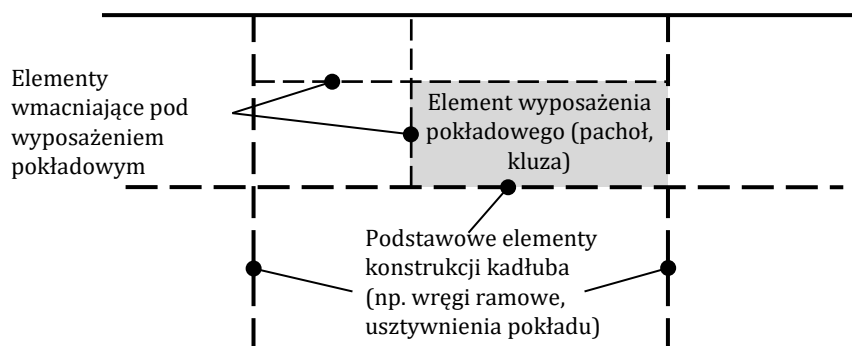 Elementy
wmacniające pod
wyposażeniem
pokładowym
Element wyposażenia
pokładowego (pachoł,
kluza)
Podstawowe elementy
konstrukcji kadłuba
(np. wręgi ramowe,
usztywnienia pokładu)